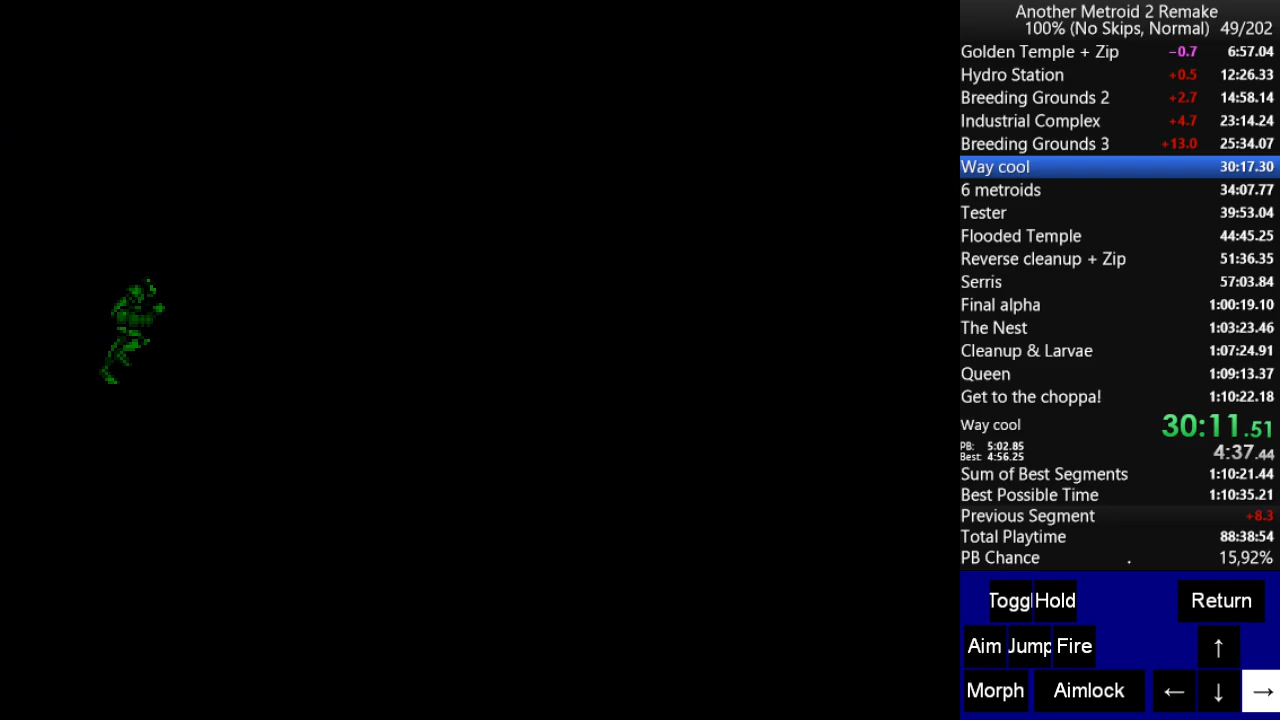 Another Metroid 2 Remake
100% (No Skips, Normal) 49/202
Golden Temple + Zip −0.7 6:57.04
Hydro Station +0.5 12:26.33
Breeding Grounds 2 +2.7 14:58.14
Industrial Complex +4.7 23:14.24
Breeding Grounds 3 +13.0 25:34.07
Way cool 30:17.30
6 metroids 34:07.77
Tester 39:53.04
Flooded Temple 44:45.25
Reverse cleanup + Zip 51:36.35
Serris 57:03.84
Final alpha 1:00:19.10
The Nest 1:03:23.46
Cleanup & Larvae 1:07:24.91
Queen 1:09:13.37
Get to the choppa! 1:10:22.18
Way cool 30:11.51
PB: 5:02.85
Best: 4:56.25 4:37.44
Sum of Best Segments 1:10:21.44
Best Possible Time 1:10:35.21
Previous Segment +8.3
Total Playtime 88:38:54
PB Chance . 15,92%
Toggl Hold Return
Aim Jump Fire ↑
Morph Aimlock ← ↓ →